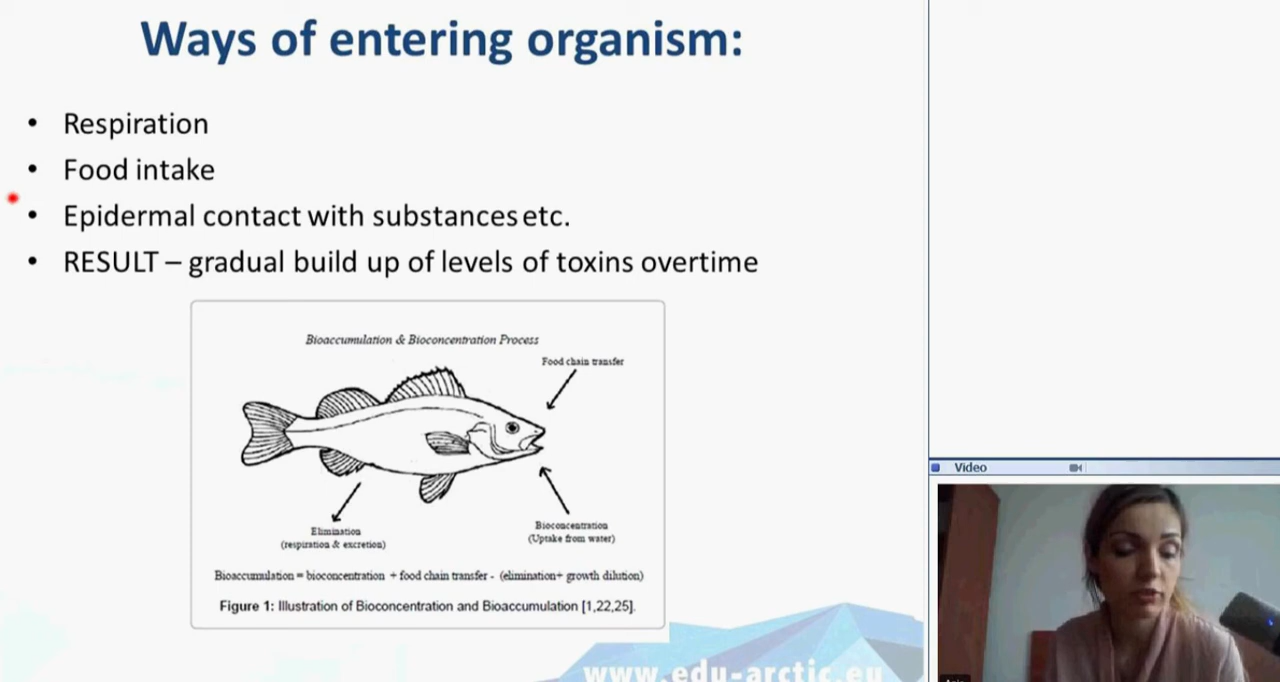 Ways of entering organism:
• Respiration
• Food intake
• Epidermal contact with substances etc.
• RESULT – gradual build up of levels of toxins overtime
Bioaccumulation & Bioconcentration Process
Food chain transfer
Elimination
(respiration & excretion)
Bioconcentration
(Uptake from water)
Bioaccumulation = bioconcentration + food chain transfer - (elimination+ growth dilution)
Figure 1: Illustration of Bioconcentration and Bioaccumulation [1,22,25].
www.edu-arctic.eu
Video